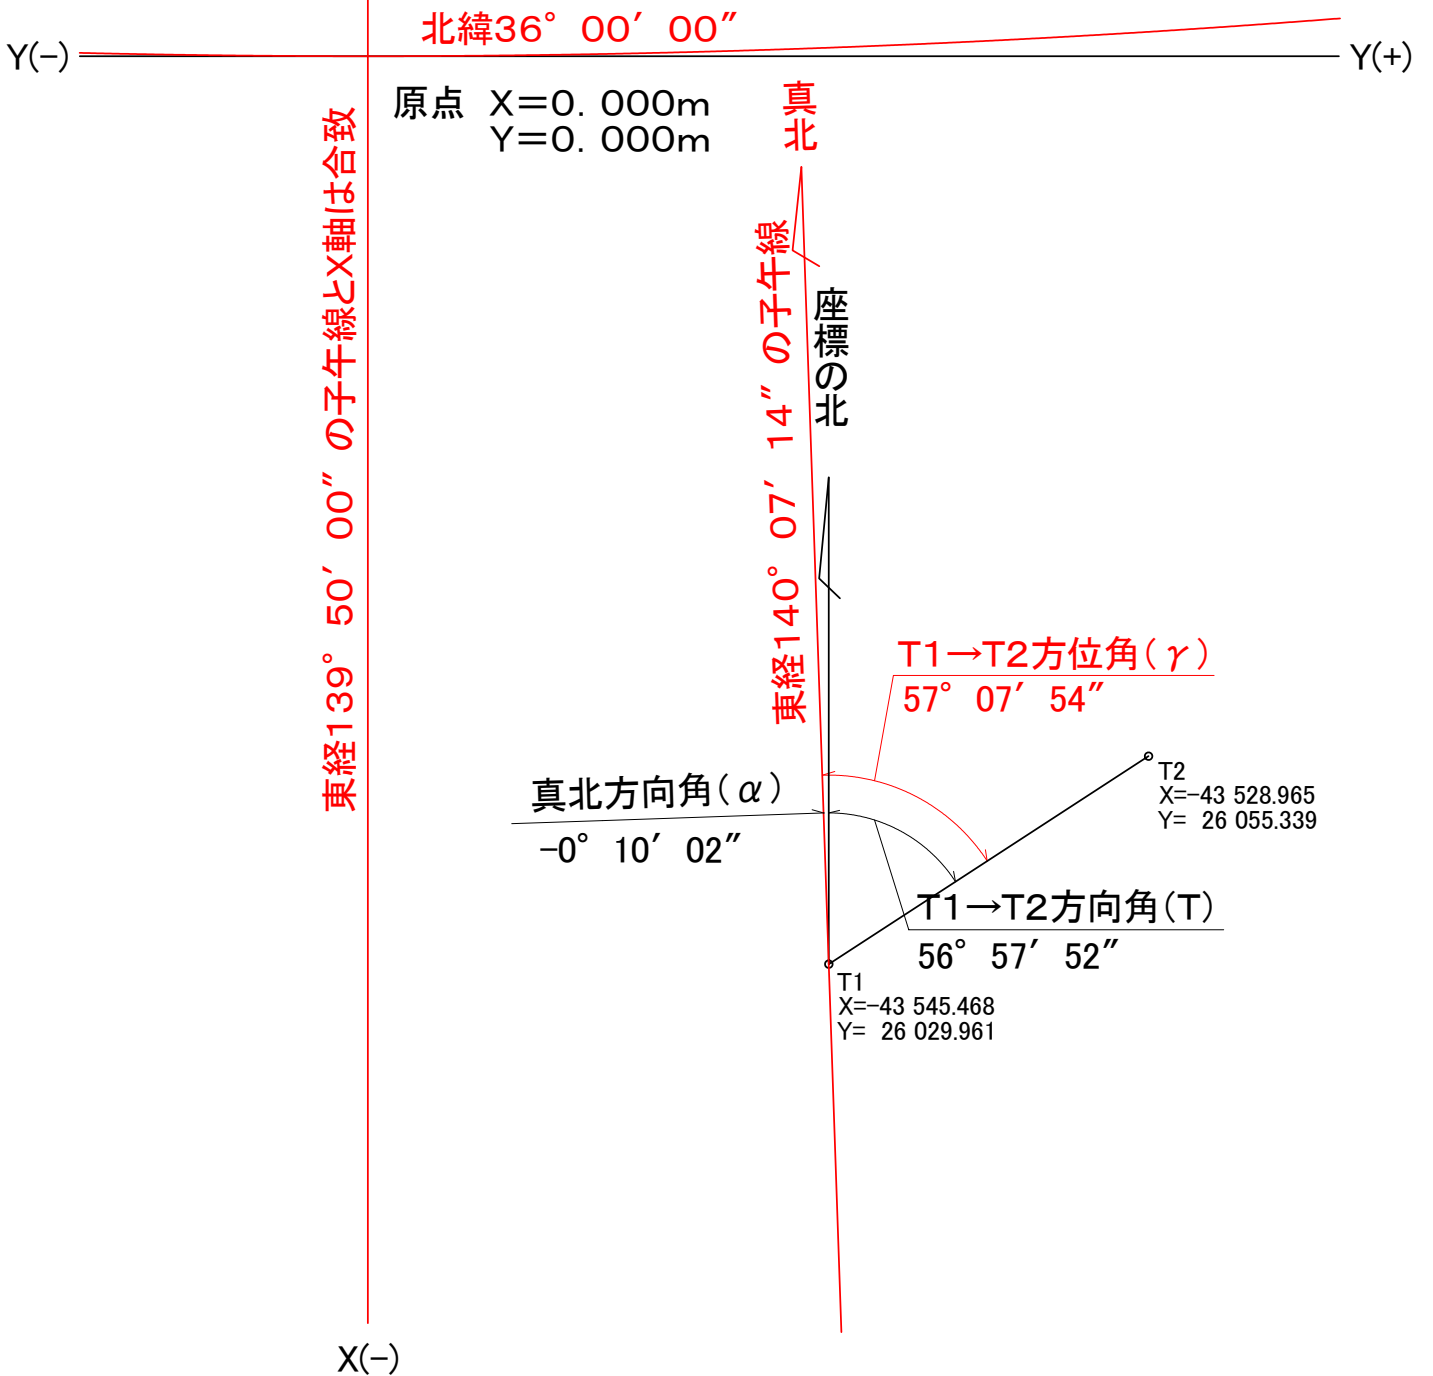 北緯36°00′00″
Y(-)
Y(+)
原点 X=0.000m
Y=0.000m
東経139°50′00″の子午線とX軸は合致
真北
東経140°07′14″の子午線
座標の北
T1→T2方位角(γ)
57°07′54″
真北方向角(α)
-0°10′02″
T2
X=-43 528.965
Y= 26 055.339
T1→T2方向角(T)
56°57′52″
T1
X=-43 545.468
Y= 26 029.961
X(-)